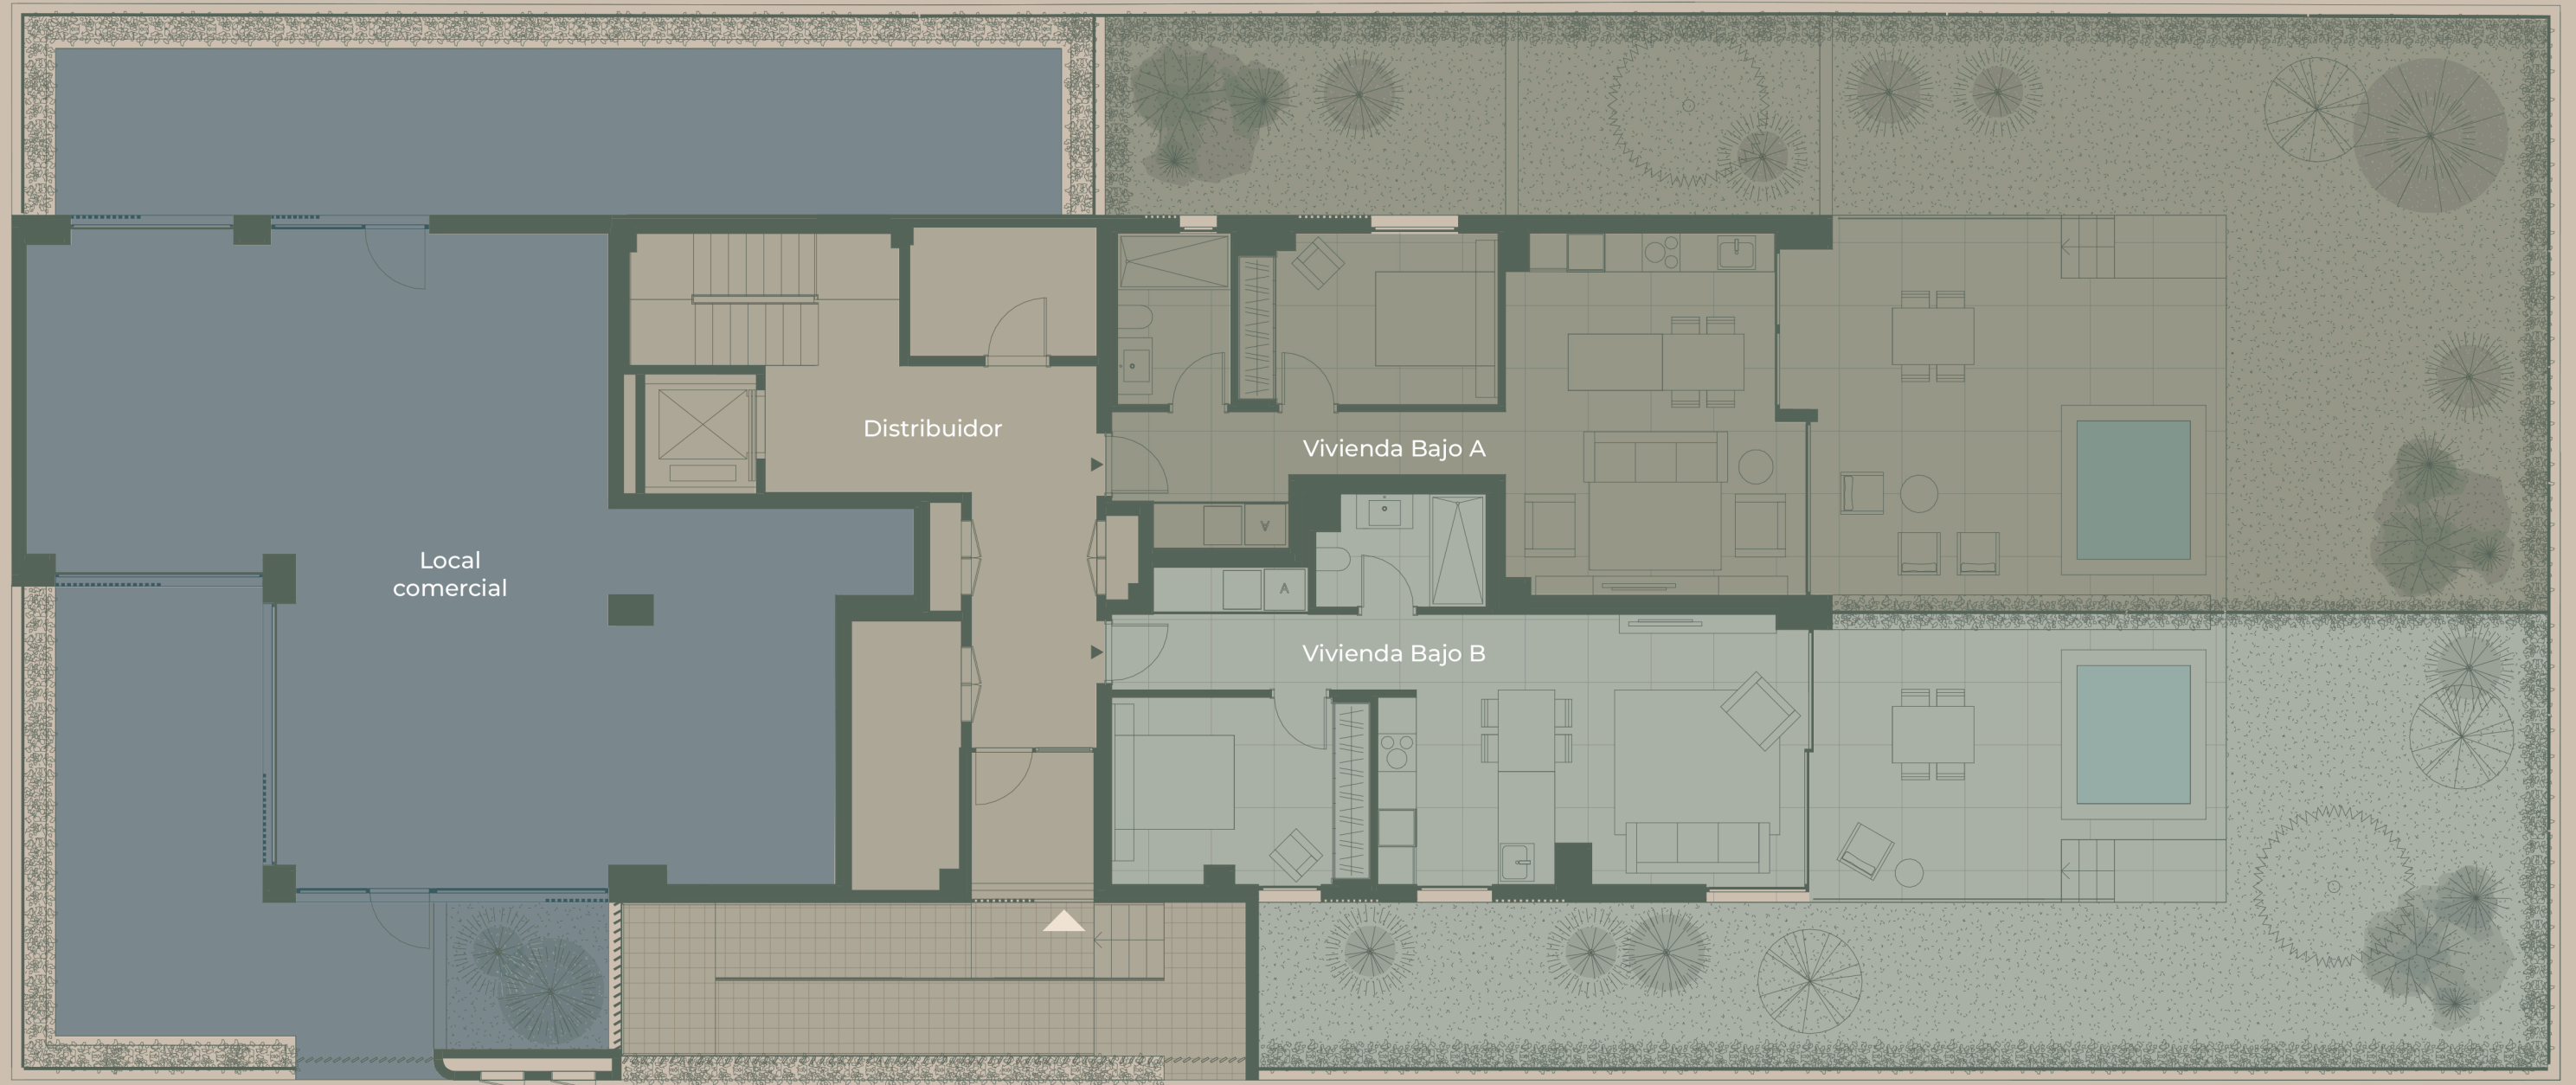 Distribuidor
Vivienda Bajo A
A
Local
comercial
A
Vivienda Bajo B